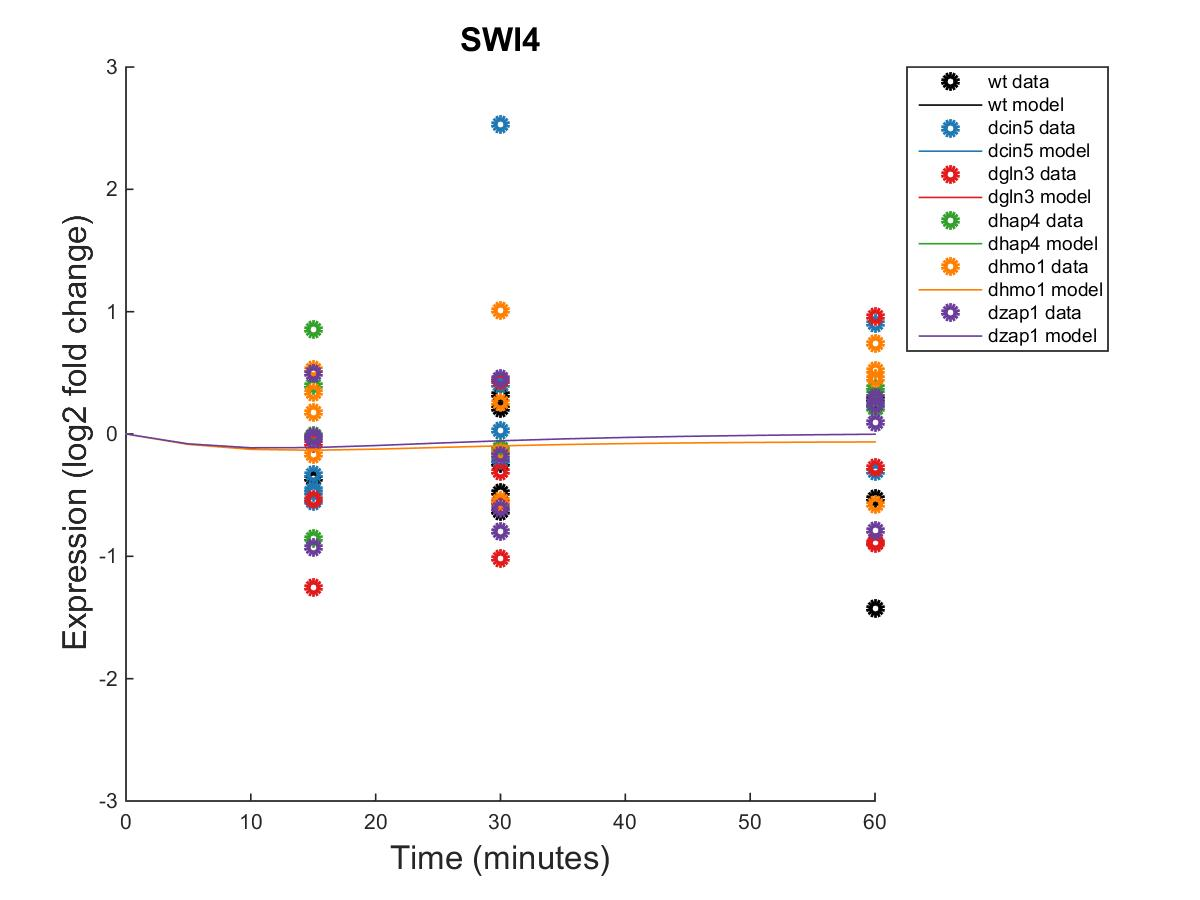 SWI4
3
2
1
0
-1
-2
-3
Expression (log2 fold change)
0 10 20 30 40 50 60
Time (minutes)
wt data
wt model
dcin5 data
dcin5 model
dgln3 data
dgln3 model
dhap4 data
dhap4 model
dhmo1 data
dhmo1 model
dzap1 data
dzap1 model